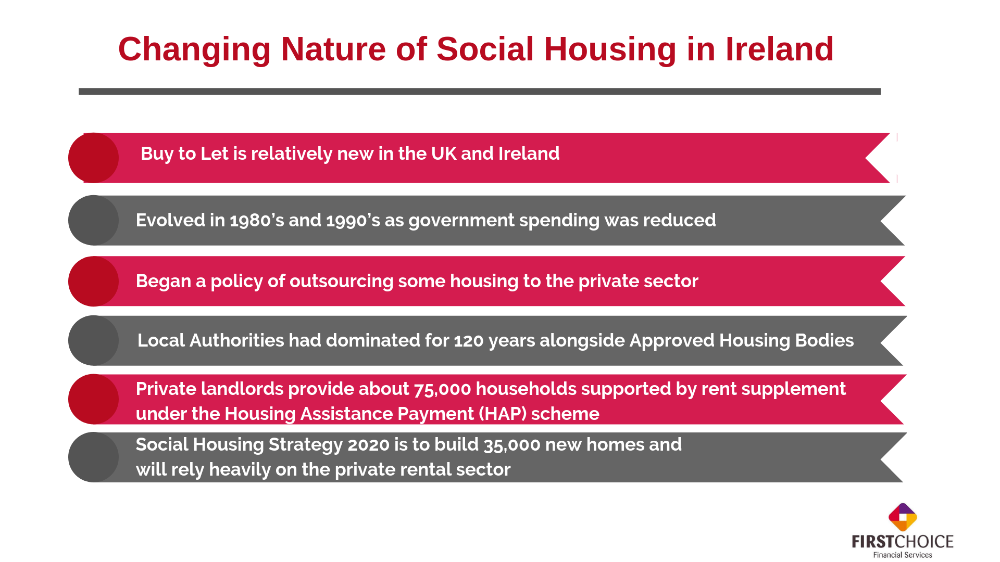 Changing Nature of Social Housing in Ireland
Buy to Let is relatively new in the UK and Ireland
Evolved in 1980’s and 1990’s as government spending was reduced
Began a policy of outsourcing some housing to the private sector
Local Authorities had dominated for 120 years alongside Approved Housing Bodies
Private landlords provide about 75,000 households supported by rent supplement
under the Housing Assistance Payment (HAP) scheme
Social Housing Strategy 2020 is to build 35,000 new homes and
will rely heavily on the private rental sector
FIRSTCHOICE
Financial Services